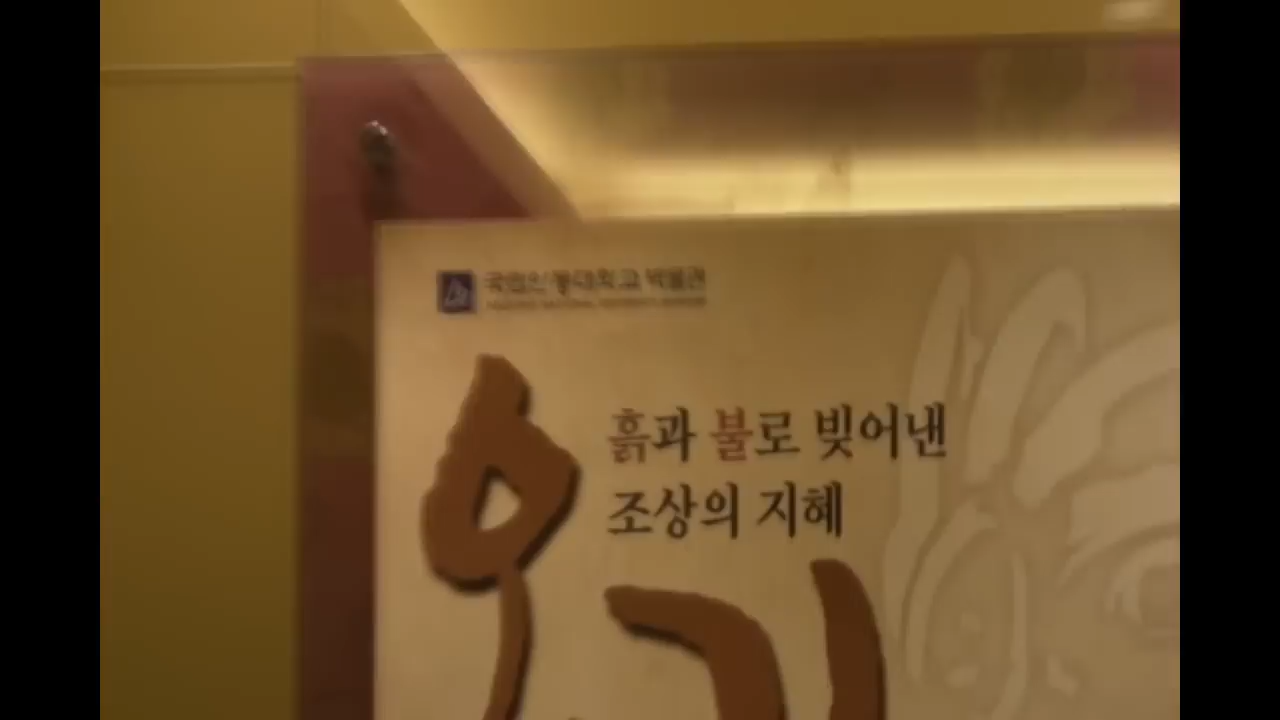 국립안동대학교 박물관
흙과 불로 빚어낸
조상의 지혜